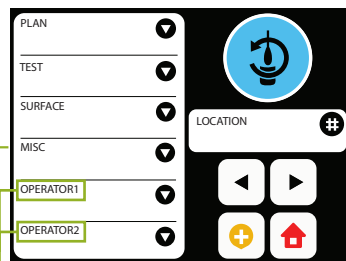 PLAN
TEST
SURFACE
MISC
OPERATOR1
OPERATOR2
LOCATION
#